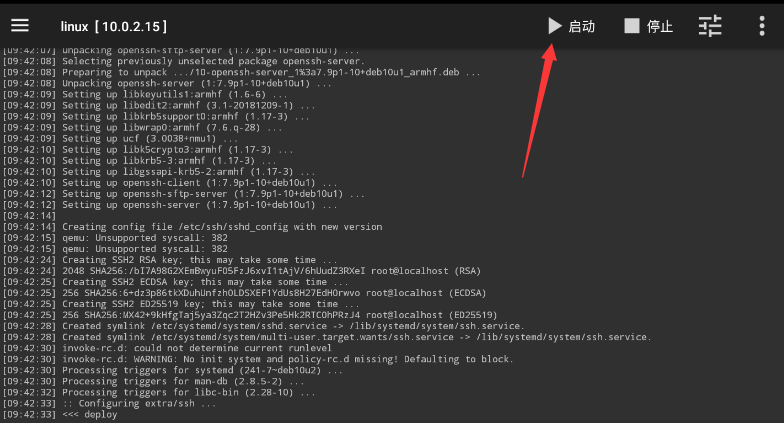 linux [ 10.0.2.15 ]
启动
停止
[09:42:07] Unpacking openssh-sftp-server (1:7.9p1-10+deb10u1) ...
[09:42:08] Selecting previously unselected package openssh-server.
[09:42:08] Preparing to unpack .../10-openssh-server_1%3a7.9p1-10+deb10u1_armhf.deb ...
[09:42:08] Unpacking openssh-server (1:7.9p1-10+deb10u1) ...
[09:42:09] Setting up libkeyutils1:armhf (1.6-6) ...
[09:42:09] Setting up libedit2:armhf (3.1-20181209-1) ...
[09:42:09] Setting up libkrb5support0:armhf (1.17-3) ...
[09:42:09] Setting up libwrap0:armhf (7.6.q-28) ...
[09:42:09] Setting up ucf (3.0038+nmu1) ...
[09:42:10] Setting up libk5crypto3:armhf (1.17-3) ...
[09:42:10] Setting up libkrb5-3:armhf (1.17-3) ...
[09:42:10] Setting up libgssapi-krb5-2:armhf (1.17-3) ...
[09:42:10] Setting up openssh-client (1:7.9p1-10+deb10u1) ...
[09:42:12] Setting up openssh-sftp-server (1:7.9p1-10+deb10u1) ...
[09:42:12] Setting up openssh-server (1:7.9p1-10+deb10u1) ...
[09:42:14]
[09:42:14] Creating config file /etc/ssh/sshd_config with new version
[09:42:15] qemu: Unsupported syscall: 382
[09:42:15] qemu: Unsupported syscall: 382
[09:42:24] Creating SSH2 RSA key; this may take some time ...
[09:42:24] 2048 SHA256:/bI7A98G2XEmBwyuF05FzJ6xvI1tAjV/6hUudZ3RXeI root@localhost (RSA)
[09:42:25] Creating SSH2 ECDSA key; this may take some time ...
[09:42:25] 256 SHA256:6+dz3p86tkXDuhUnfzh0LDSXEF1YdUs8H27EdHOrwvo root@localhost (ECDSA)
[09:42:25] Creating SSH2 ED25519 key; this may take some time ...
[09:42:25] 256 SHA256:MX42+9kHfgTaj5ya3Zqc2T2HZv3Pe5Hk2RTC0hPRzJ4 root@localhost (ED25519)
[09:42:28] Created symlink /etc/systemd/system/sshd.service -> /lib/systemd/system/ssh.service.
[09:42:28] Created symlink /etc/systemd/system/multi-user.target.wants/ssh.service -> /lib/systemd/system/ssh.service.
[09:42:30] invoke-rc.d: could not determine current runlevel
[09:42:30] invoke-rc.d: WARNING: No init system and policy-rc.d missing! Defaulting to block.
[09:42:30] Processing triggers for systemd (241-7~deb10u2) ...
[09:42:30] Processing triggers for man-db (2.8.5-2) ...
[09:42:32] Processing triggers for libc-bin (2.28-10) ...
[09:42:33] :: Configuring extra/ssh ...
[09:42:33] <<< deploy